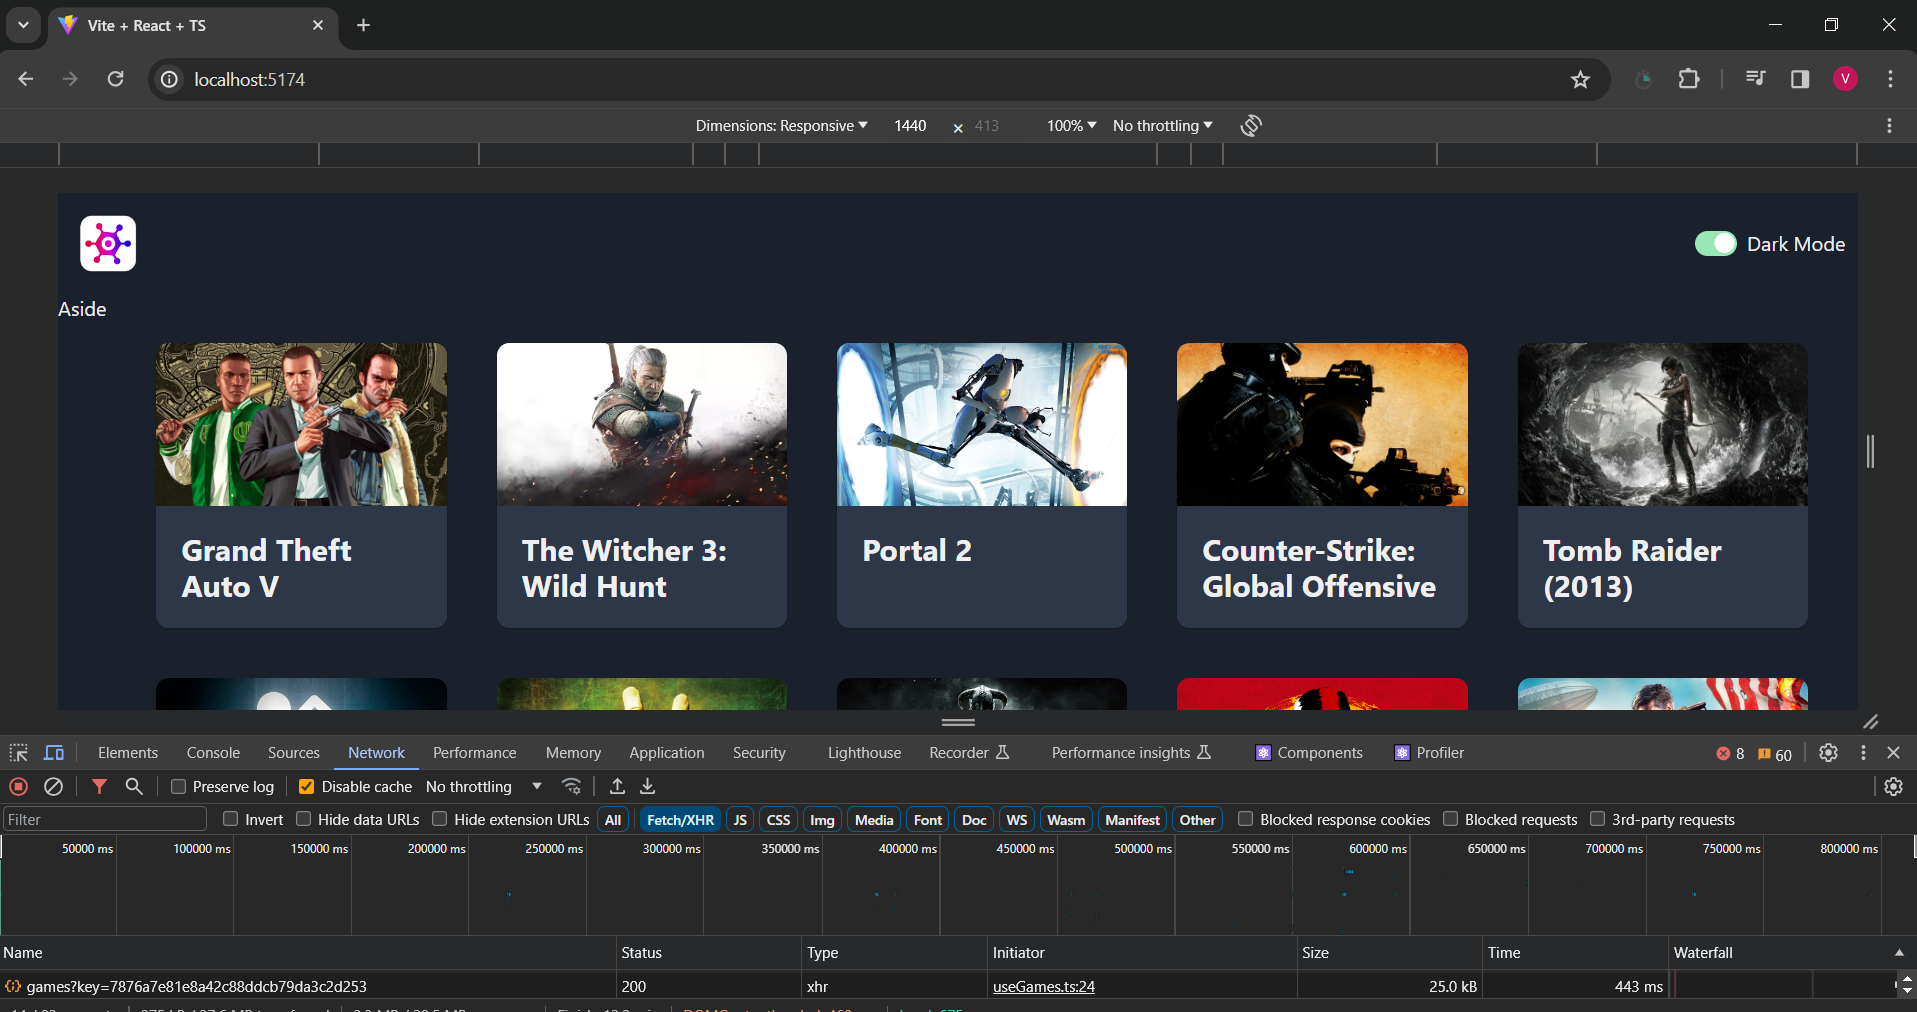 Vite + React + TS
localhost:5174
V
Dimensions: Responsive 1440 × 413 100% No throttling
Dark Mode
Aside
Grand Theft
Auto V
The Witcher 3:
Wild Hunt
Portal 2
Counter-Strike:
Global Offensive
Tomb Raider
(2013)
Elements Console Sources Network Performance Memory Application Security Lighthouse Recorder Performance insights Components Profiler 8 60
Preserve log Disable cache No throttling
Filter Invert Hide data URLs Hide extension URLs All Fetch/XHR JS CSS Img Media Font Doc WS Wasm Manifest Other Blocked response cookies Blocked requests 3rd-party requests
50000 ms 100000 ms 150000 ms 200000 ms 250000 ms 300000 ms 350000 ms 400000 ms 450000 ms 500000 ms 550000 ms 600000 ms 650000 ms 700000 ms 750000 ms 800000 ms
Name Status Type Initiator Size Time Waterfall
games?key=7876a7e81e8a42c88ddcb79da3c2d253 200 xhr useGames.ts:24 25.0 kB 443 ms